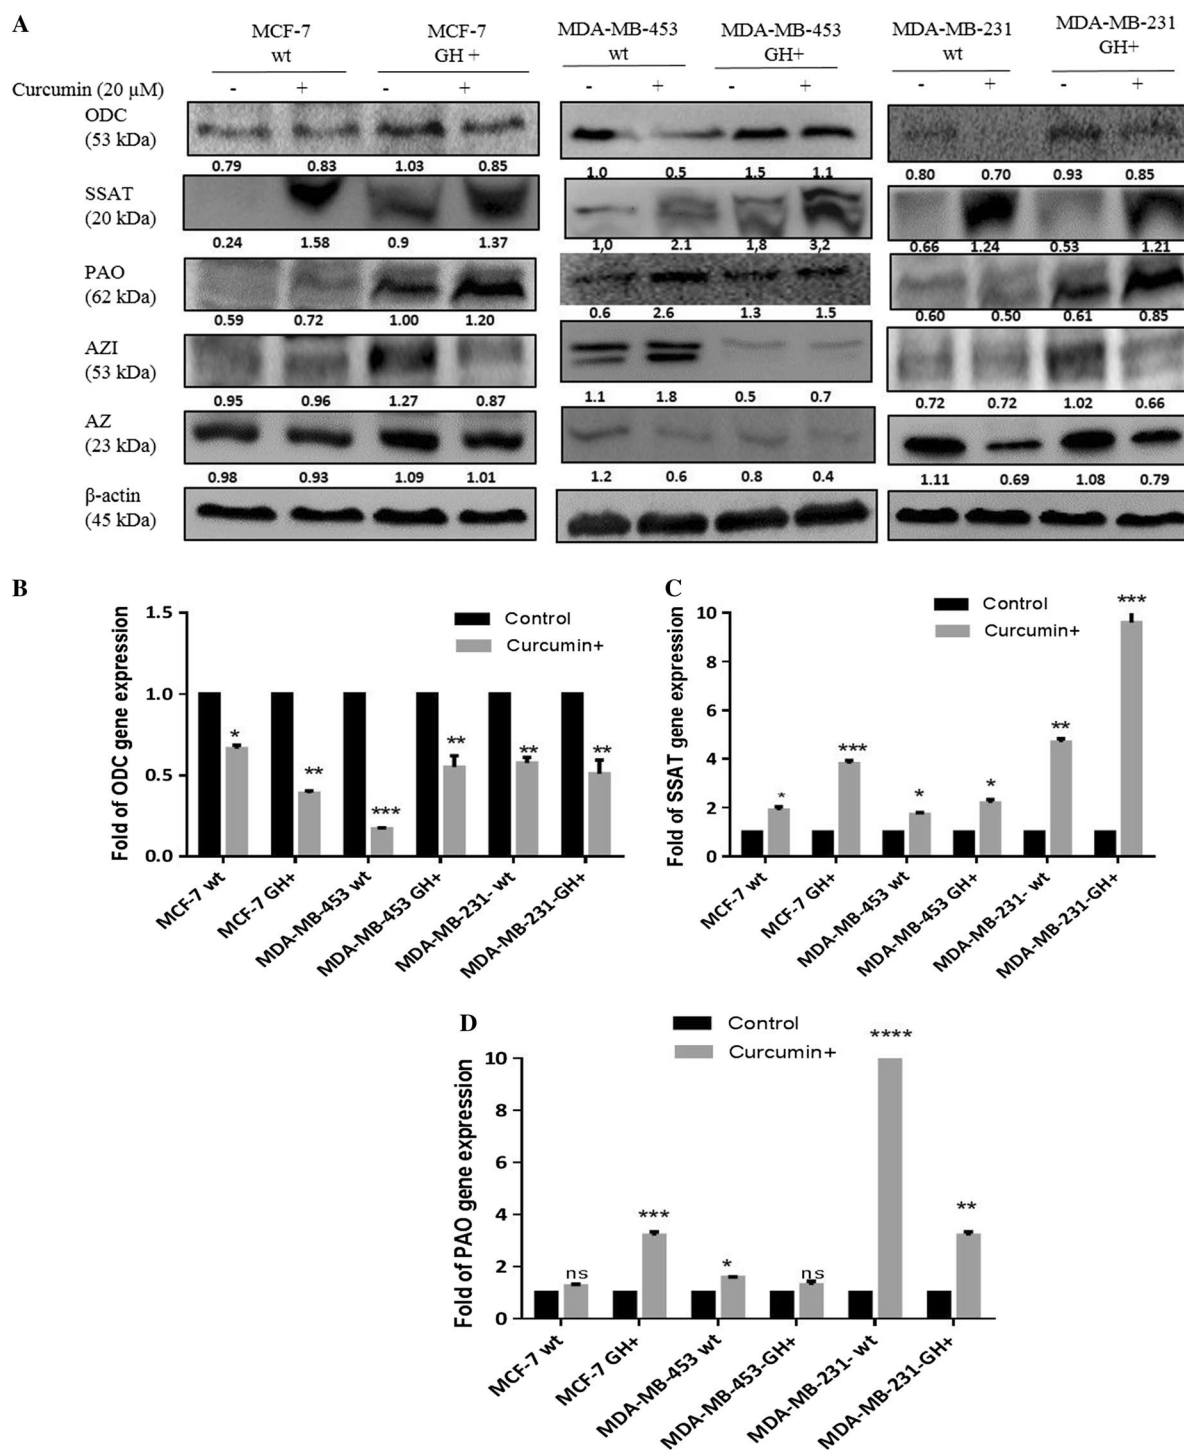 A
MCF-7 wt
MCF-7 GH +
MDA-MB-453 wt
MDA-MB-453 GH+
MDA-MB-231 wt
MDA-MB-231 GH+
Curcumin (20 µM) - + - + - + - + - + - +
ODC
(53 kDa)
0.79 0.83 1.03 0.85 1.0 0.5 1.5 1.1 0.80 0.70 0.93 0.85
SSAT
(20 kDa)
0.24 1.58 0.9 1.37 1,0 2.1 1,8 3,2 0.66 1.24 0.53 1.21
PAO
(62 kDa)
0.59 0.72 1.00 1.20 0.6 2.6 1.3 1.5 0.60 0.50 0.61 0.85
AZI
(53 kDa)
0.95 0.96 1.27 0.87 1.1 1.8 0.5 0.7 0.72 0.72 1.02 0.66
AZ
(23 kDa)
0.98 0.93 1.09 1.01 1.2 0.6 0.8 0.4 1.11 0.69 1.08 0.79
β-actin
(45 kDa)
B
Fold of ODC gene expression
1.5
1.0
0.5
0.0
Control
Curcumin+
* ** *** ** ** **
MCF-7 wt
MCF-7 GH+
MDA-MB-453 wt
MDA-MB-453 GH+
MDA-MB-231- wt
MDA-MB-231-GH+
C
Fold of SSAT gene expression
10
8
6
4
2
0
Control
Curcumin+
* *** * * ** ***
MCF-7 wt
MCF-7 GH+
MDA-MB-453 wt
MDA-MB-453 GH+
MDA-MB-231- wt
MDA-MB-231-GH+
D
Fold of PAO gene expression
10
8
6
4
2
0
Control
Curcumin+
ns *** * ns **** **
MCF-7 wt
MCF-7 GH+
MDA-MB-453 wt
MDA-MB-453-GH+
MDA-MB-231- wt
MDA-MB-231-GH+